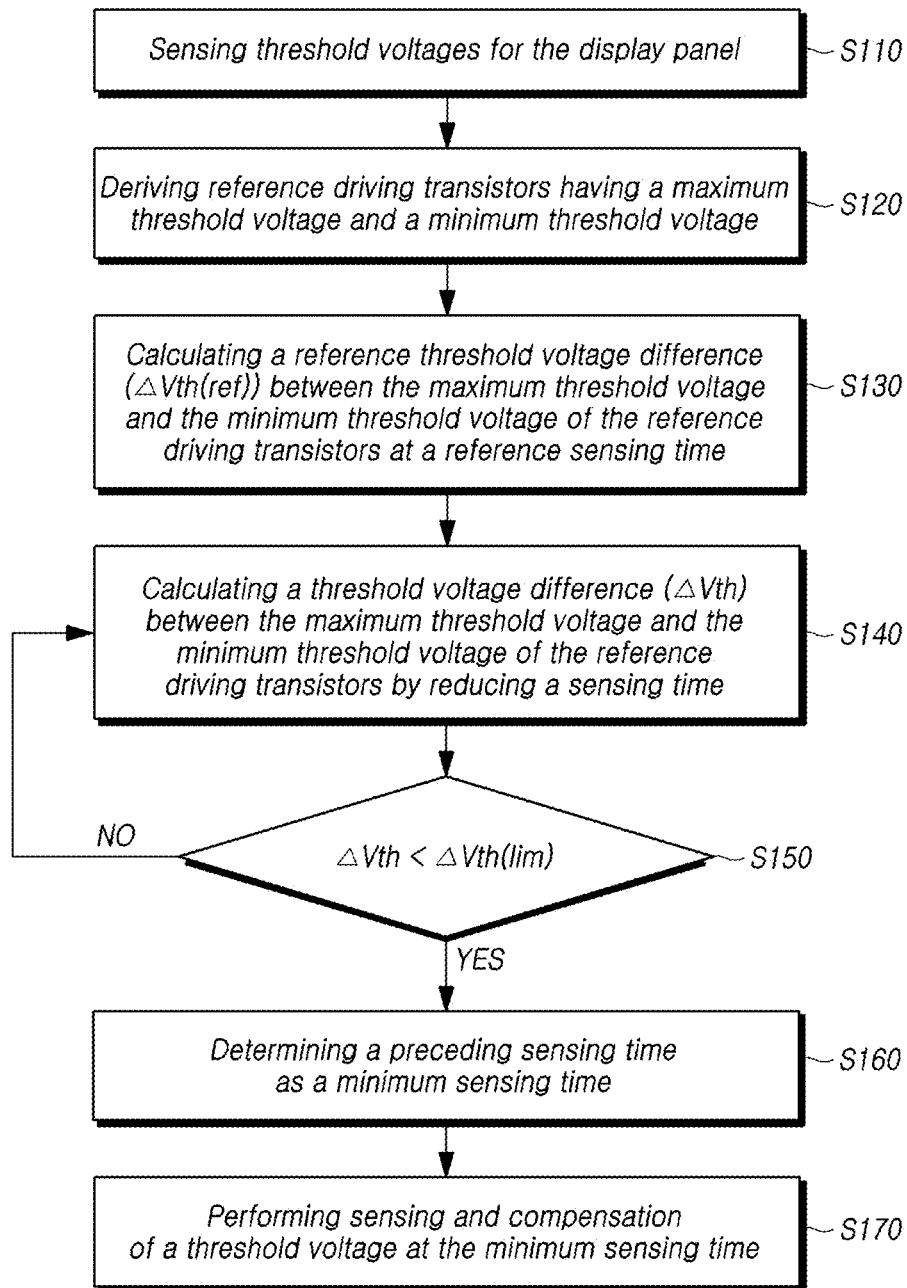 Sensing threshold voltages for the display panel
S110
Deriving reference driving transistors having a maximum
threshold voltage and a minimum threshold voltage
S120
Calculating a reference threshold voltage difference
(△Vth(ref)) between the maximum threshold voltage
and the minimum threshold voltage of the reference
driving transistors at a reference sensing time
S130
Calculating a threshold voltage difference (△Vth)
between the maximum threshold voltage and the
minimum threshold voltage of the reference
driving transistors by reducing a sensing time
S140
NO
△Vth < △Vth(lim)
S150
YES
Determining a preceding sensing time
as a minimum sensing time
S160
Performing sensing and compensation
of a threshold voltage at the minimum sensing time
S170